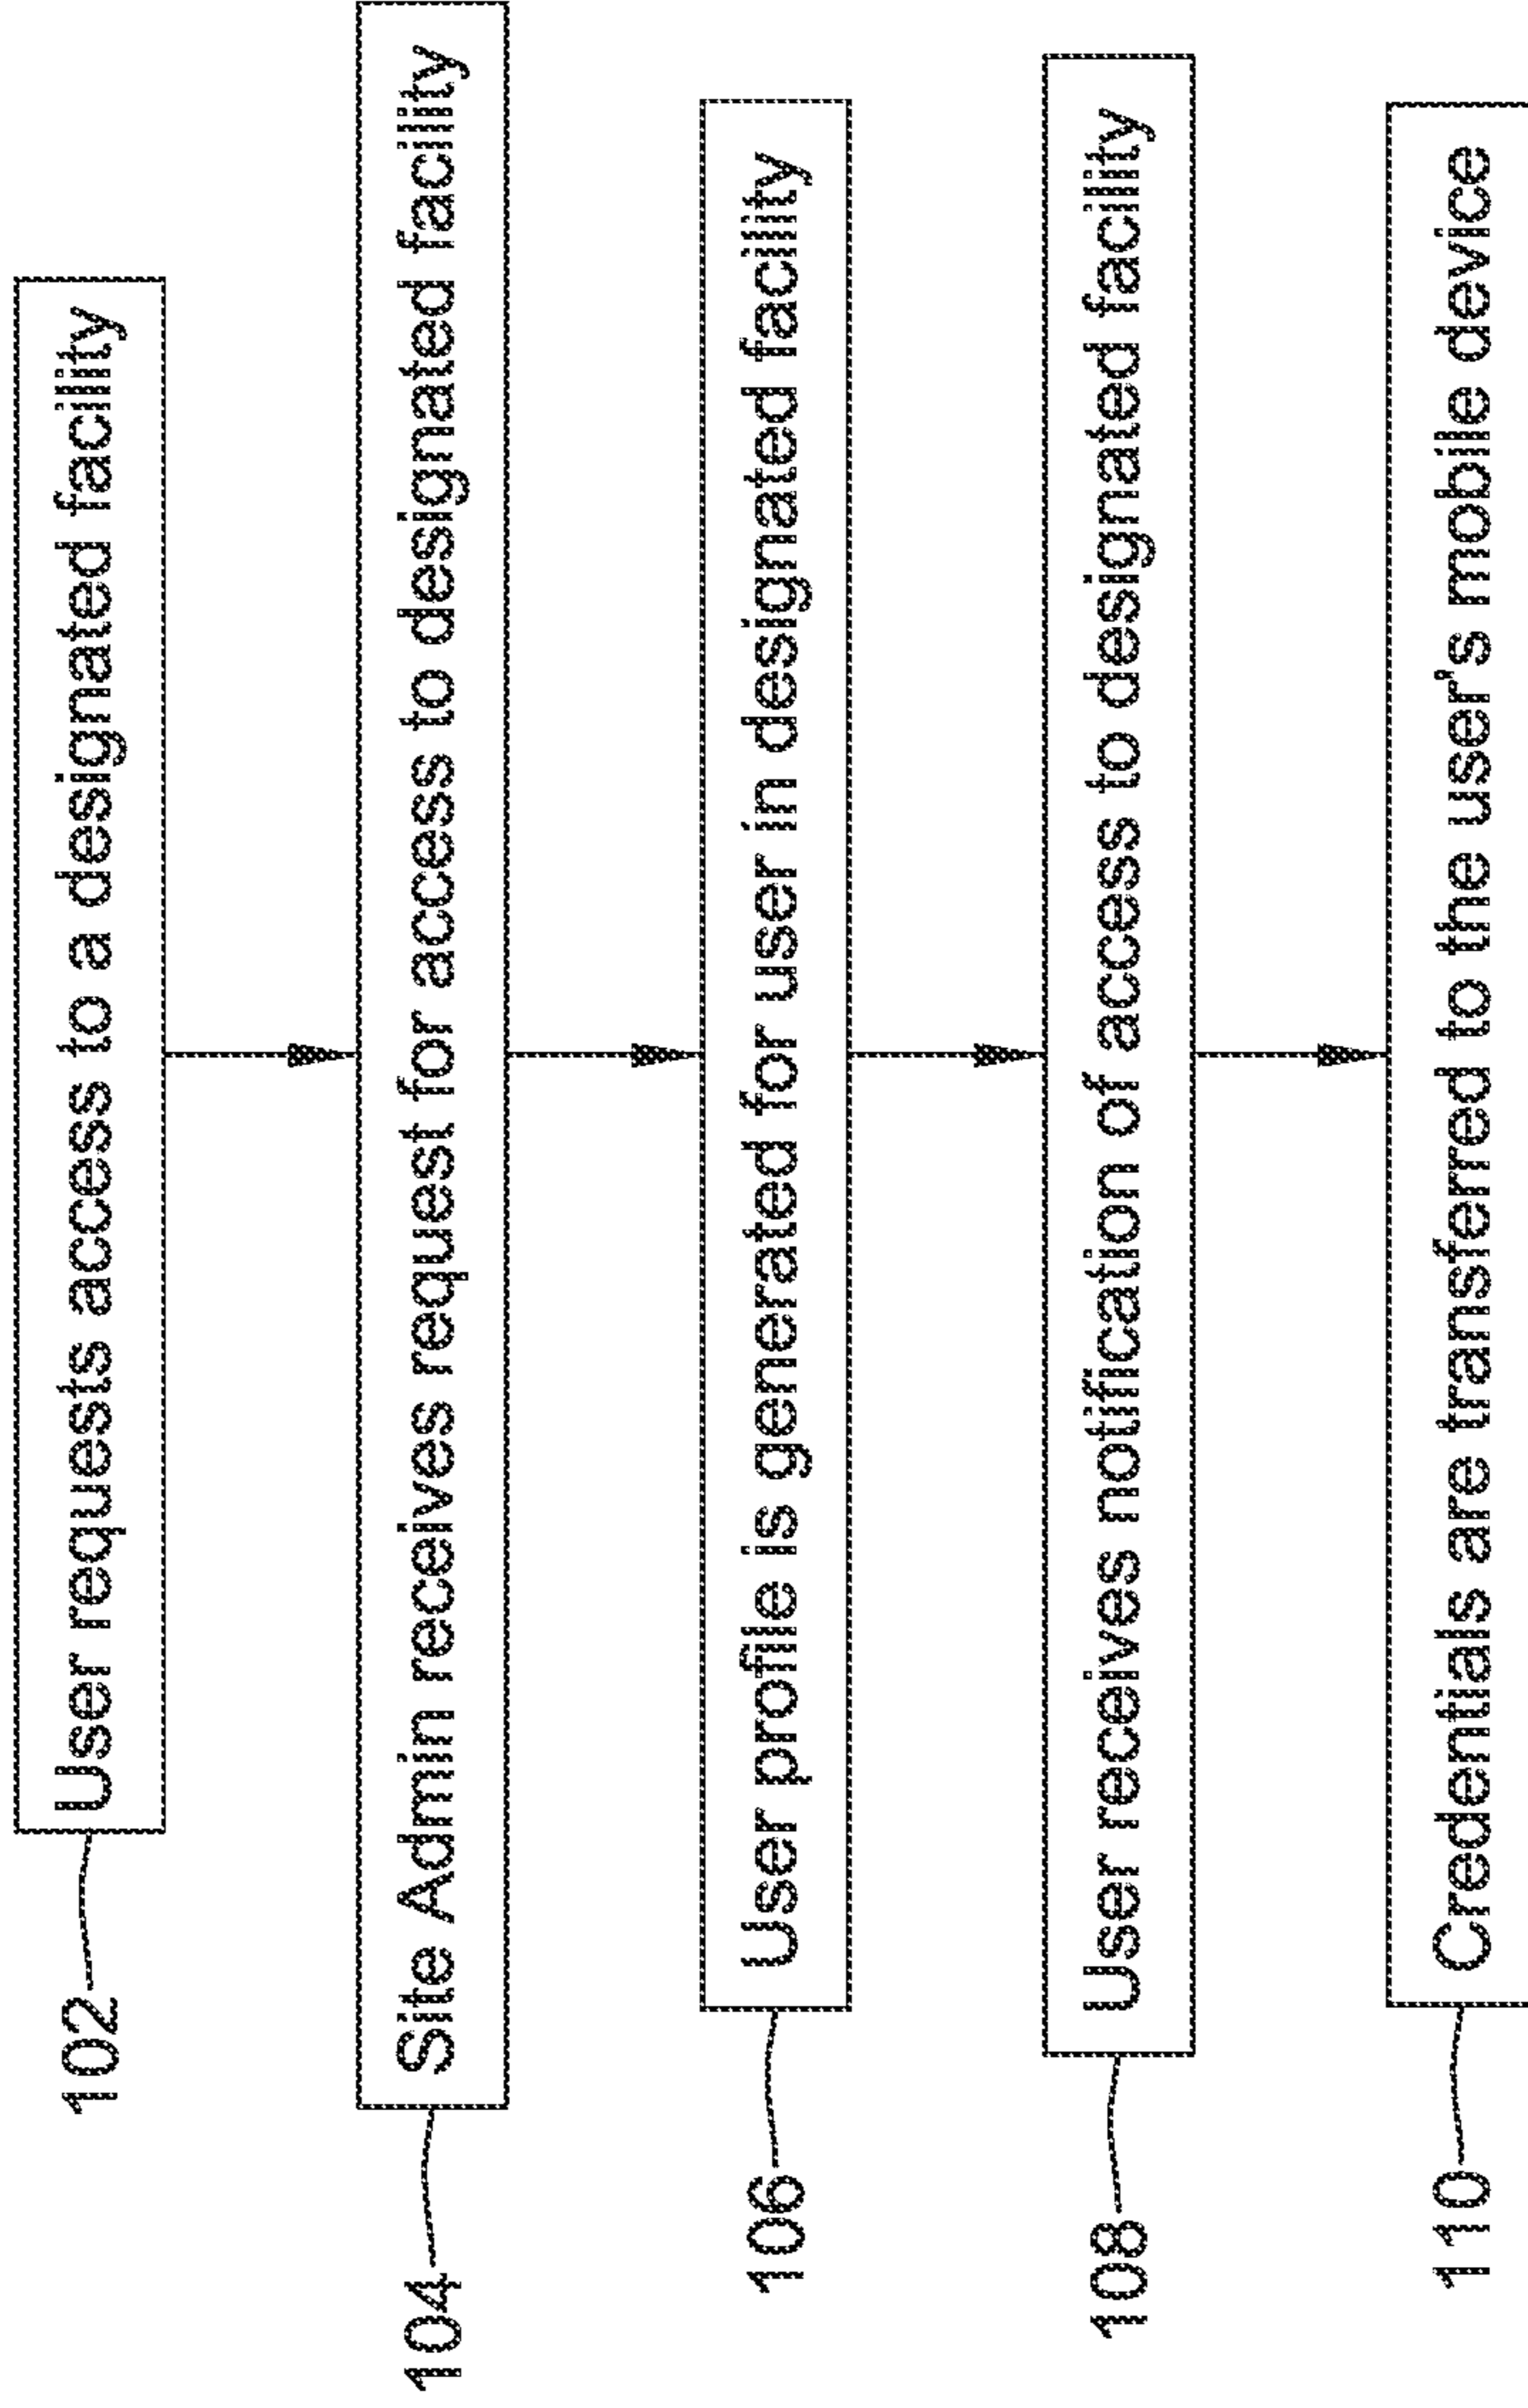 102
User requests access to a designated facility
104
Site Admin receives request for access to designated facility
106
User profile is generated for user in designated facility
108
User receives notification of access to designated facility
110
Credentials are transferred to the user's mobile device